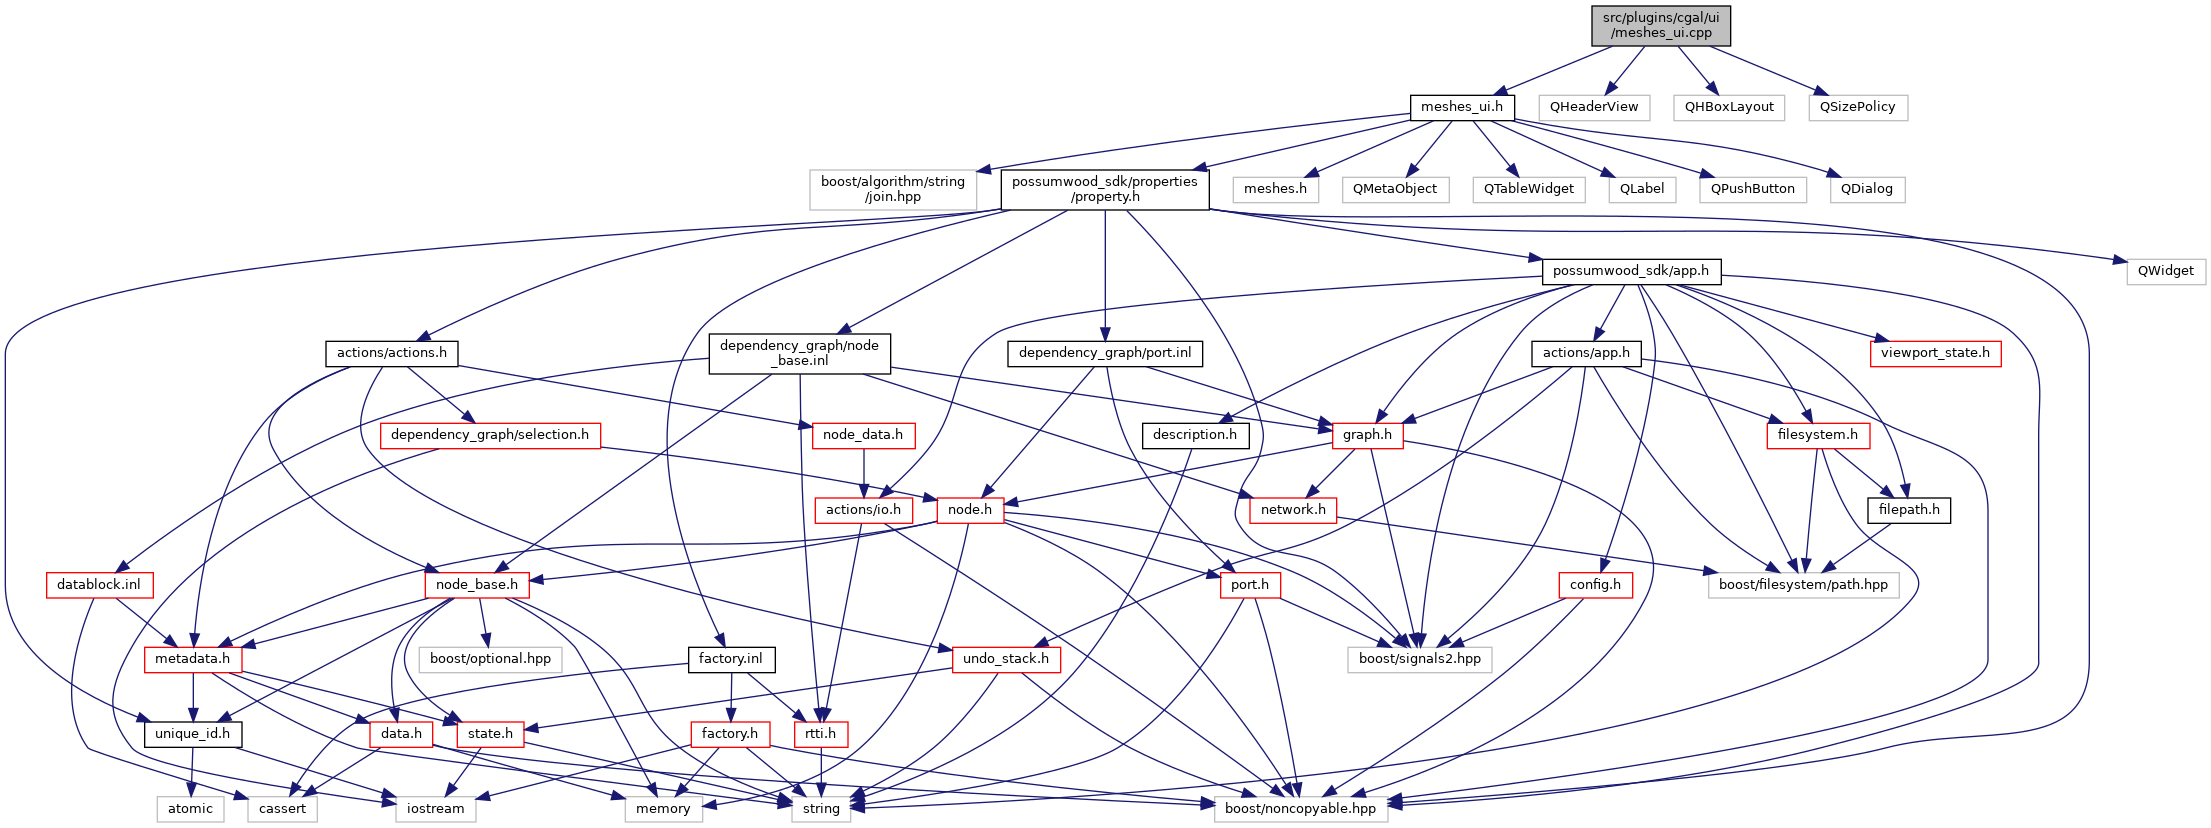 src/plugins/cgal/ui
/meshes_ui.cpp
meshes_ui.h
QHeaderView
QHBoxLayout
QSizePolicy
boost/algorithm/string
/join.hpp
possumwood_sdk/properties
/property.h
meshes.h
QMetaObject
QTableWidget
QLabel
QPushButton
QDialog
possumwood_sdk/app.h
QWidget
actions/actions.h
dependency_graph/node
_base.inl
dependency_graph/port.inl
actions/app.h
viewport_state.h
dependency_graph/selection.h
node_data.h
description.h
graph.h
filesystem.h
actions/io.h
node.h
network.h
filepath.h
datablock.inl
node_base.h
port.h
config.h
boost/filesystem/path.hpp
metadata.h
boost/optional.hpp
factory.inl
undo_stack.h
boost/signals2.hpp
unique_id.h
data.h
state.h
factory.h
rtti.h
atomic
cassert
iostream
memory
string
boost/noncopyable.hpp